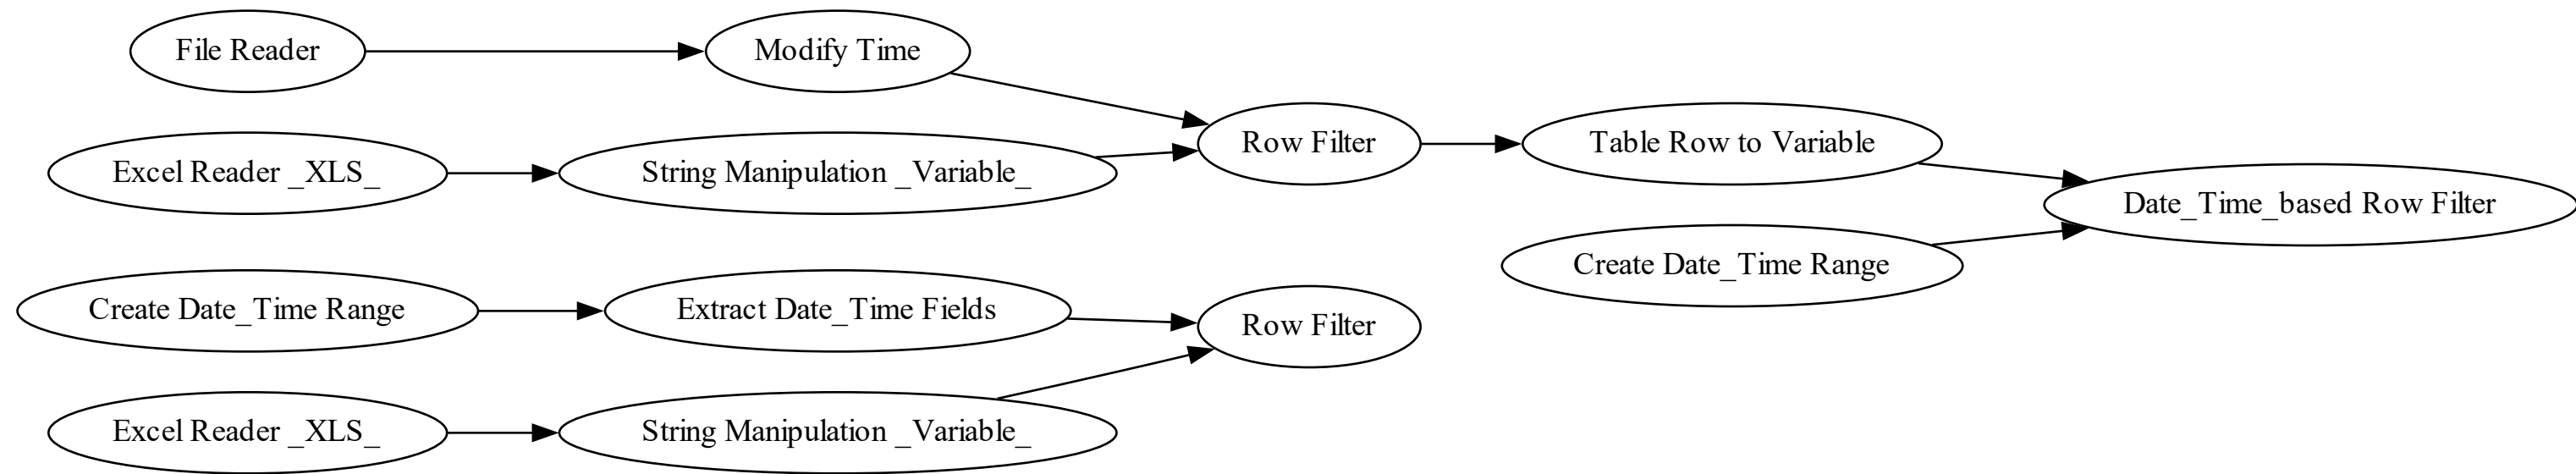 File Reader
Modify Time
Excel Reader _XLS_
String Manipulation _Variable_
Row Filter
Table Row to Variable
Date_Time_based Row Filter
Create Date_Time Range
Create Date_Time Range
Extract Date_Time Fields
Row Filter
Excel Reader _XLS_
String Manipulation _Variable_